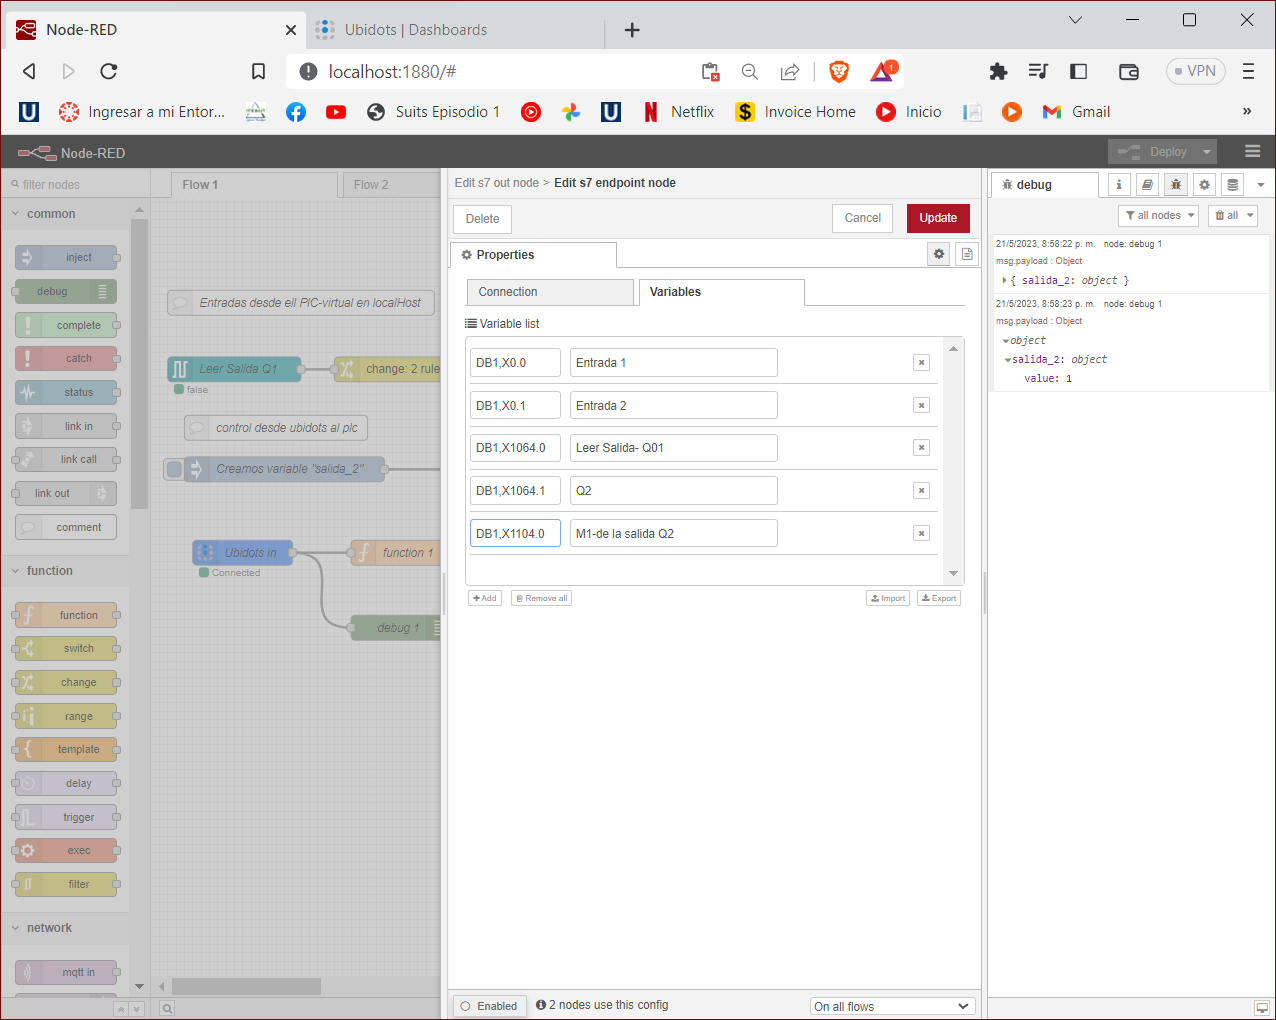 Node-RED
Ubidots | Dashboards
localhost:1880/#
1
VPN
Ingresar a mi Entor...
Suits Episodio 1
Netflix
Invoice Home
Inicio
Gmail
»
Node-RED
Deploy
filter nodes
Flow 1
Flow 2
common
inject
debug
complete
catch
status
link in
link call
link out
comment
function
function
switch
change
range
template
delay
trigger
exec
filter
network
mqtt in
Entradas desde ell PIC-virtual en localHost
Leer Salida Q1
change: 2 rule
false
control desde ubidots al plc
Creamos variable "salida_2"
Ubidots in
function 1
Connected
debug 1
Edit s7 out node > Edit s7 endpoint node
Delete
Cancel
Update
Properties
Connection
Variables
Variable list
DB1,X0.0
Entrada 1
DB1,X0.1
Entrada 2
DB1,X1064.0
Leer Salida- Q01
DB1,X1064.1
Q2
DB1,X1104.0
M1-de la salida Q2
Add
Remove all
Import
Export
Enabled
2 nodes use this config
On all flows
debug
all nodes
all
21/5/2023, 8:58:22 p. m. node: debug 1
msg.payload : Object
{ salida_2: object }
21/5/2023, 8:58:23 p. m. node: debug 1
msg.payload : Object
object
salida_2: object
value: 1